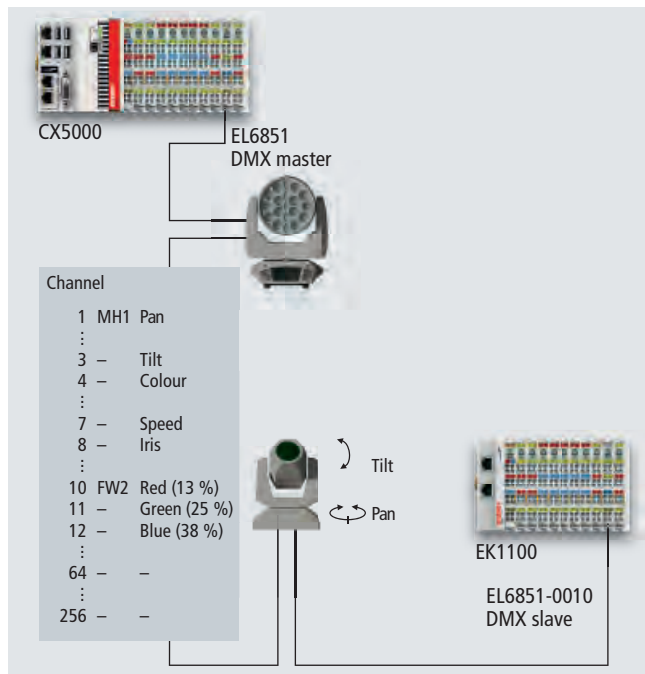 CX5000
EL6851
DMX master
Channel
1 MH1 Pan
⋮
3 – Tilt
4 – Colour
⋮
7 – Speed
8 – Iris
⋮
10 FW2 Red (13 %)
11 – Green (25 %)
12 – Blue (38 %)
⋮
64 – –
⋮
256 – –
Tilt
Pan
EK1100
EL6851-0010
DMX slave